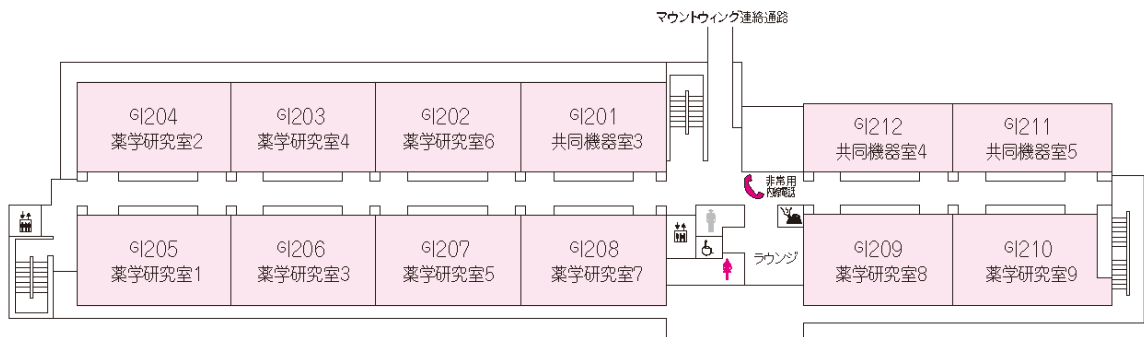 マウントウィング連絡通路
GI204
薬学研究室2
GI203
薬学研究室4
GI202
薬学研究室6
GI201
共同機器室3
GI212
共同機器室4
GI211
共同機器室5
非常用
内線電話
GI205
薬学研究室1
GI206
薬学研究室3
GI207
薬学研究室5
GI208
薬学研究室7
ラウンジ
GI209
薬学研究室8
GI210
薬学研究室9